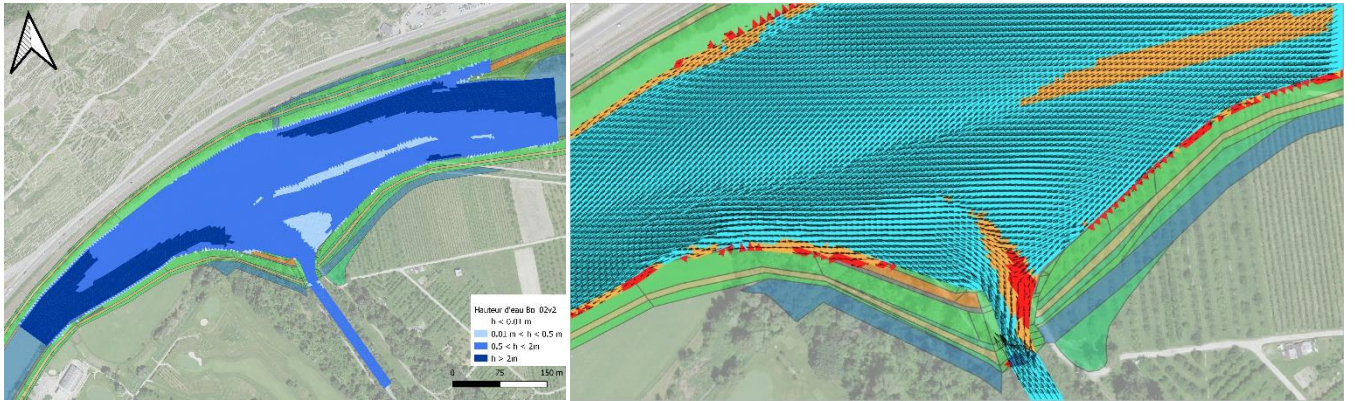 Hauteur d'eau Bo_02v2
h < 0.01 m
0.01 m < h < 0.5 m
0.5 < h < 2m
h > 2m
0 75 150 m